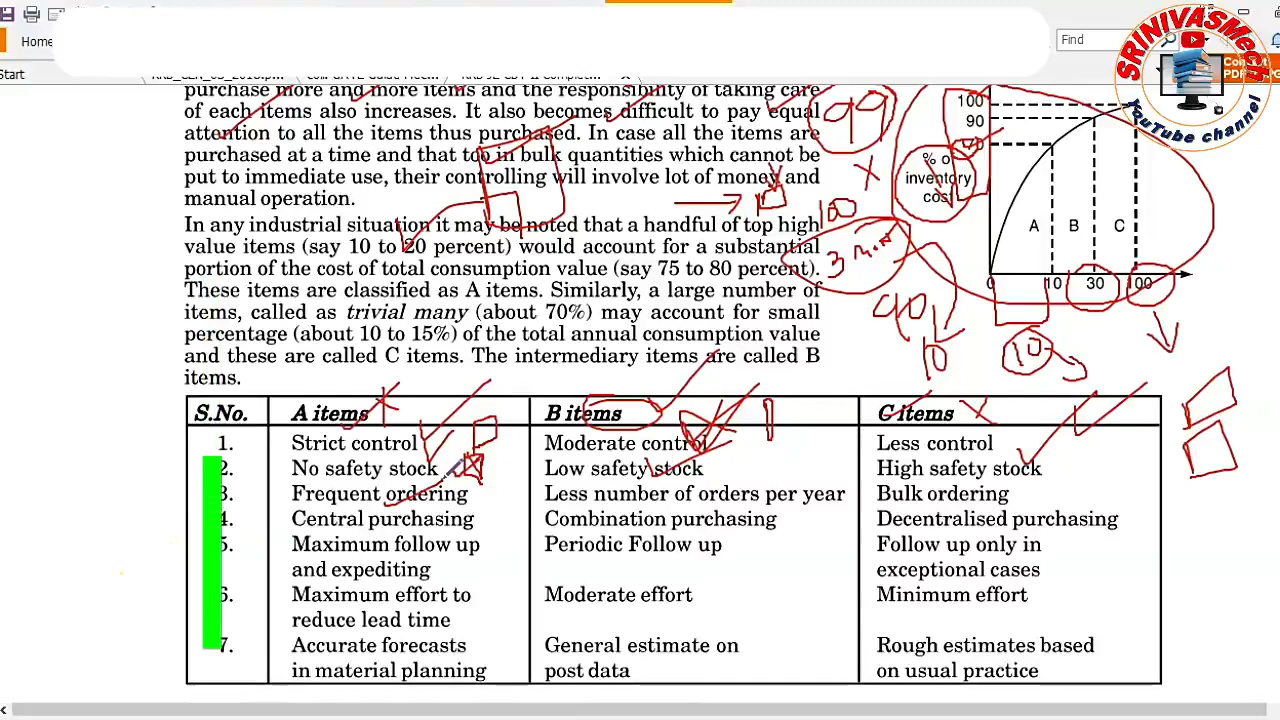 Home
Find
SRINIVASMech
YouTube channel
Start
purchase more and more items and the responsibility of taking care
of each items also increases. It also becomes difficult to pay equal
attention to all the items thus purchased. In case all the items are
purchased at a time and that too in bulk quantities which cannot be
put to immediate use, their controlling will involve lot of money and
manual operation.
In any industrial situation it may be noted that a handful of top high
value items (say 10 to 20 percent) would account for a substantial
portion of the cost of total consumption value (say 75 to 80 percent).
These items are classified as A items. Similarly, a large number of
items, called as trivial many (about 70%) may account for small
percentage (about 10 to 15%) of the total annual consumption value
and these are called C items. The intermediary items are called B
items.
99
100
90
70
% of
inventory
cost
A B C
0 10 30 100
100
3
90
10
10
S.No. A items B items C items
1. Strict control Moderate control Less control
2. No safety stock Low safety stock High safety stock
3. Frequent ordering Less number of orders per year Bulk ordering
4. Central purchasing Combination purchasing Decentralised purchasing
5. Maximum follow up Periodic Follow up Follow up only in
and expediting exceptional cases
6. Maximum effort to Moderate effort Minimum effort
reduce lead time
7. Accurate forecasts General estimate on Rough estimates based
in material planning post data on usual practice